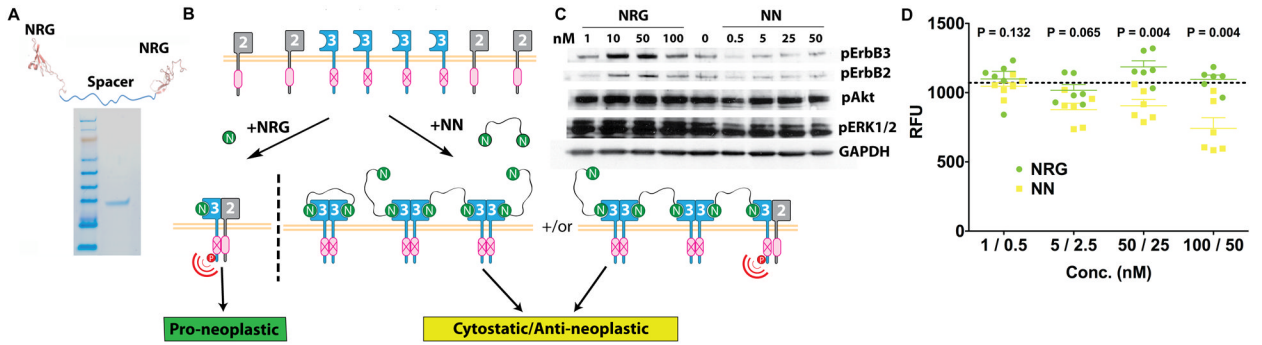 A
NRG
NRG
Spacer
B
2 2 3 3 3 3 2 2
+NRG
+NN
N
N N
N 3 2
P
N 3 3 N
N N 3 3 N N 3 3 N N
+/or
N N 3 3 N N 3 3 N N 3 2
P
Pro-neoplastic
Cytostatic/Anti-neoplastic
C
NRG NN
nM 1 10 50 100 0 0.5 5 25 50
pErbB3
pErbB2
pAkt
pERK1/2
GAPDH
D
1500
1000
500
0
RFU
P = 0.132 P = 0.065 P = 0.004 P = 0.004
NRG
NN
1 / 0.5 5 / 2.5 50 / 25 100 / 50
Conc. (nM)